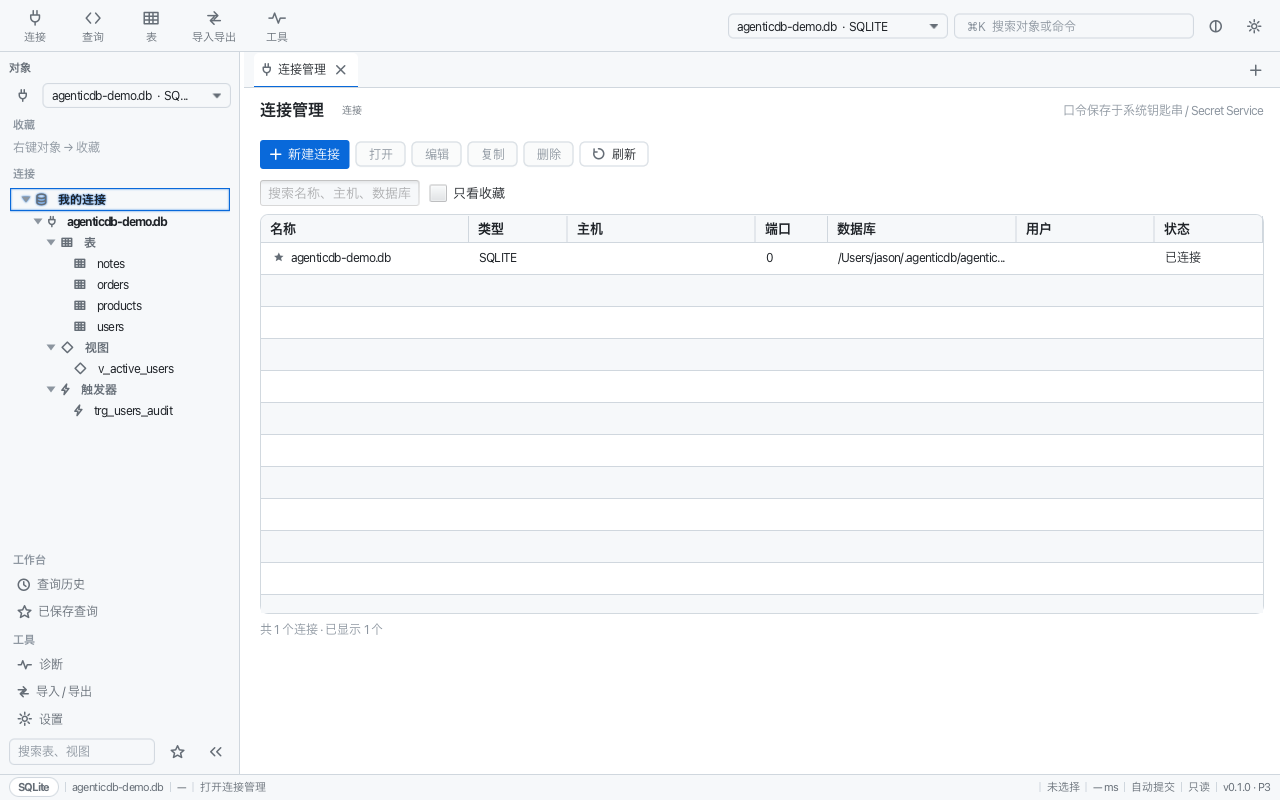 连接
查询
表
导入导出
工具
agenticdb-demo.db · SQLITE
⌘K 搜索对象或命令
对象
agenticdb-demo.db · SQ...
收藏
右键对象 → 收藏
连接
我的连接
agenticdb-demo.db
表
notes
orders
products
users
视图
v_active_users
触发器
trg_users_audit
工作台
查询历史
已保存查询
工具
诊断
导入 / 导出
设置
搜索表、视图
连接管理
连接管理 连接
口令保存于系统钥匙串 / Secret Service
新建连接 打开 编辑 复制 删除 刷新
搜索名称、主机、数据库 只看收藏
名称 类型 主机 端口 数据库 用户 状态
agenticdb-demo.db SQLITE 0 /Users/jason/.agenticdb/agentic... 已连接
共 1 个连接 · 已显示 1 个
SQLite agenticdb-demo.db — 打开连接管理
未选择 — ms 自动提交 只读 v0.1.0 · P3